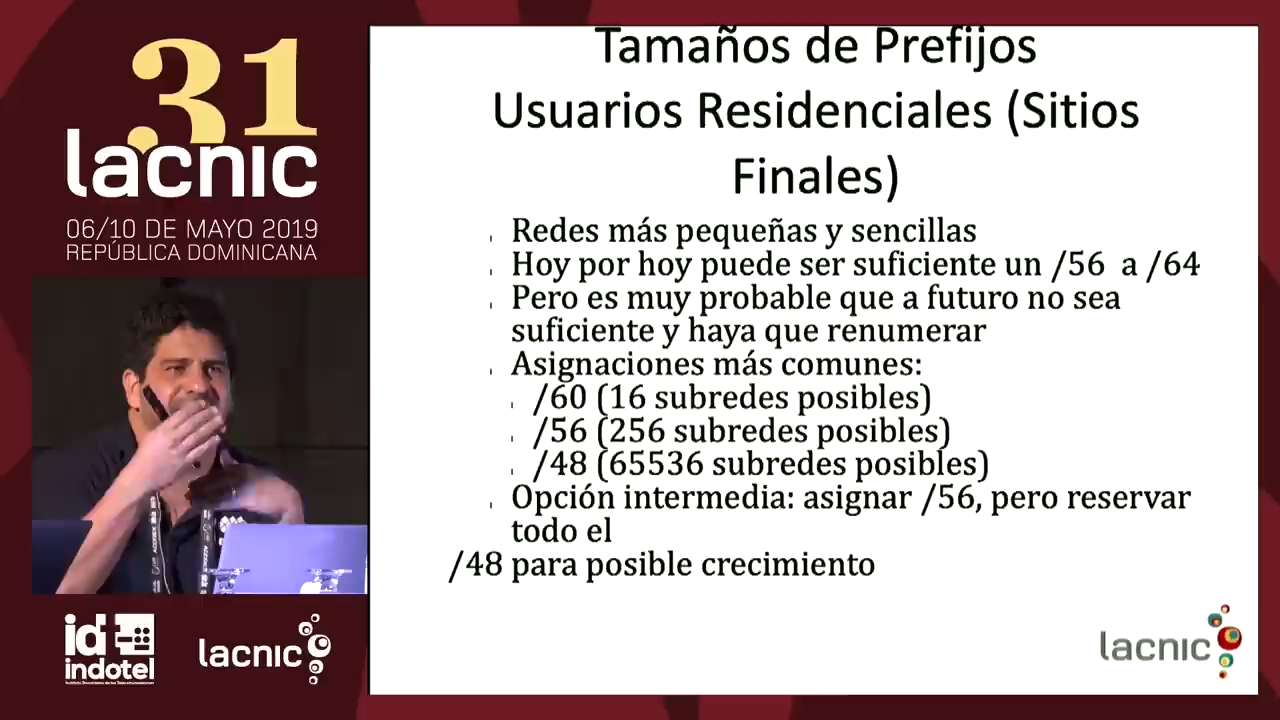 31
lacnic
06/10 DE MAYO 2019
REPÚBLICA DOMINICANA
Tamaños de Prefijos
Usuarios Residenciales (Sitios
Finales)
Redes más pequeñas y sencillas
Hoy por hoy puede ser suficiente un /56 a /64
Pero es muy probable que a futuro no sea
suficiente y haya que renumerar
Asignaciones más comunes:
/60 (16 subredes posibles)
/56 (256 subredes posibles)
/48 (65536 subredes posibles)
Opción intermedia: asignar /56, pero reservar
todo el
/48 para posible crecimiento
id
indotel
lacnic
lacnic